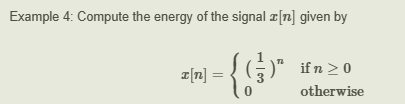 Example 4: Compute the energy of the signal x[n] given by
x[n] = { (1/3)^n if n ≥ 0
0 otherwise